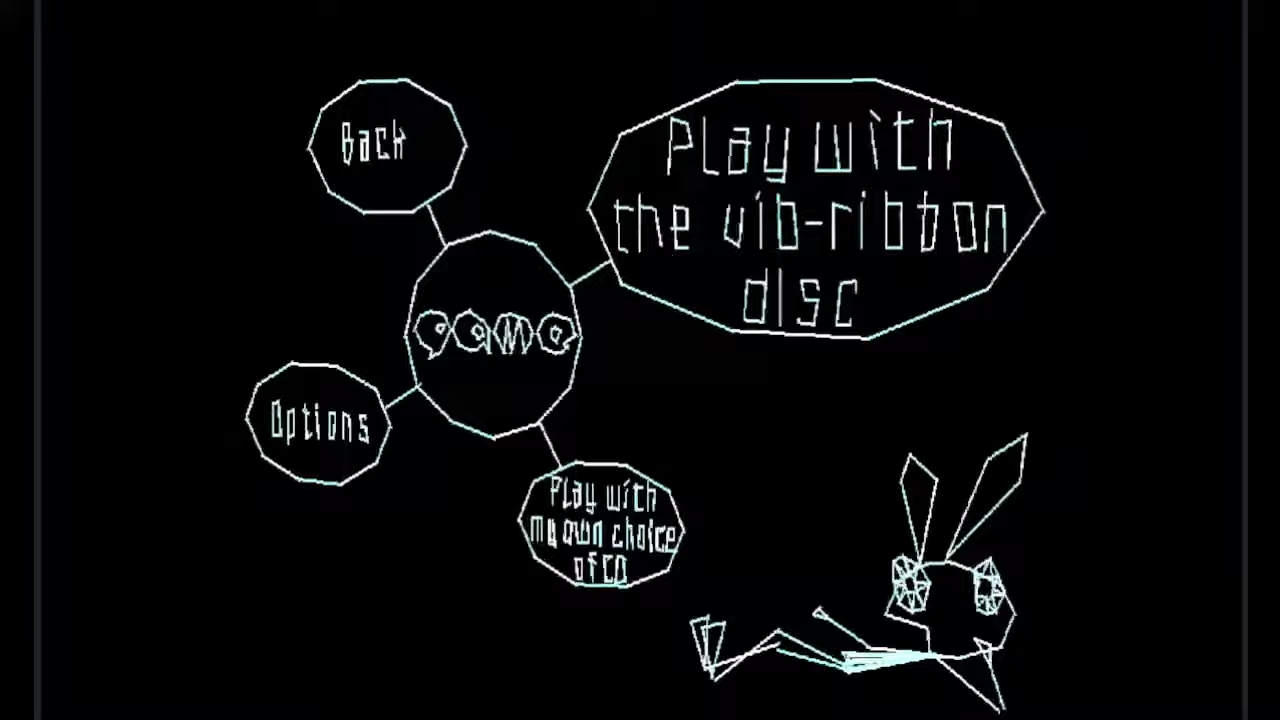 Back
Play with
the vib-ribbon
disc
Game
Options
Play with
my own choice
of CD